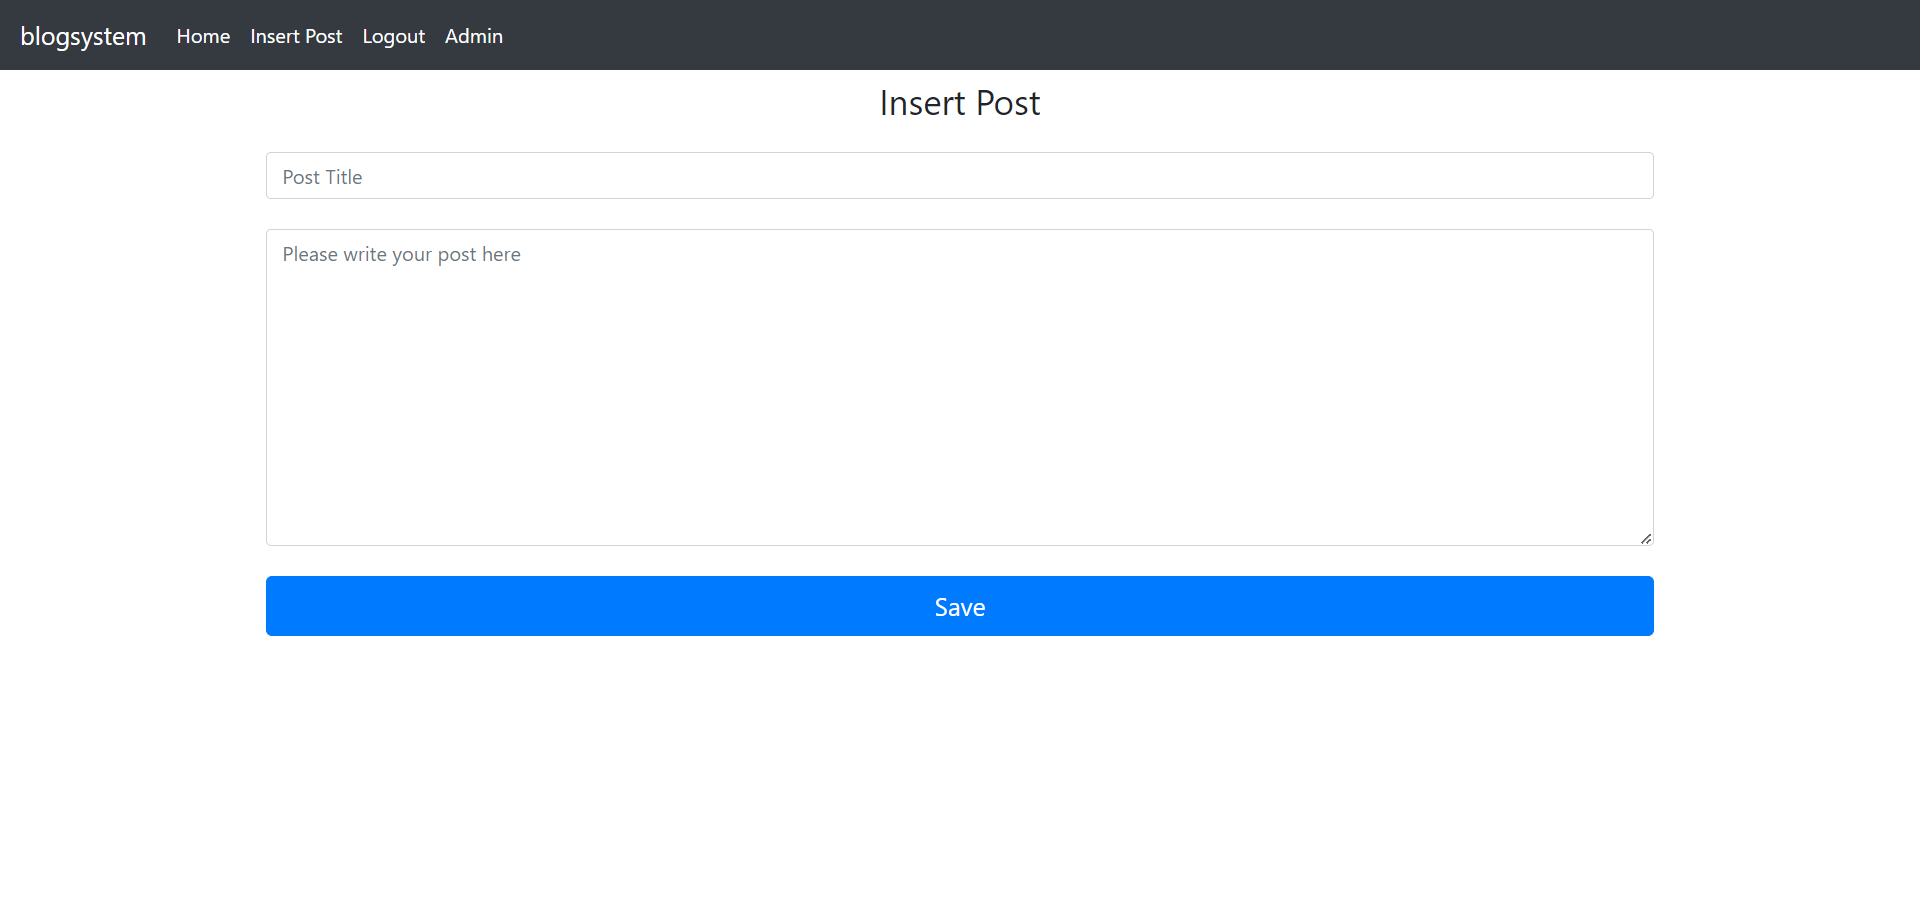 blogsystem Home Insert Post Logout Admin
Insert Post
Post Title
Please write your post here
Save